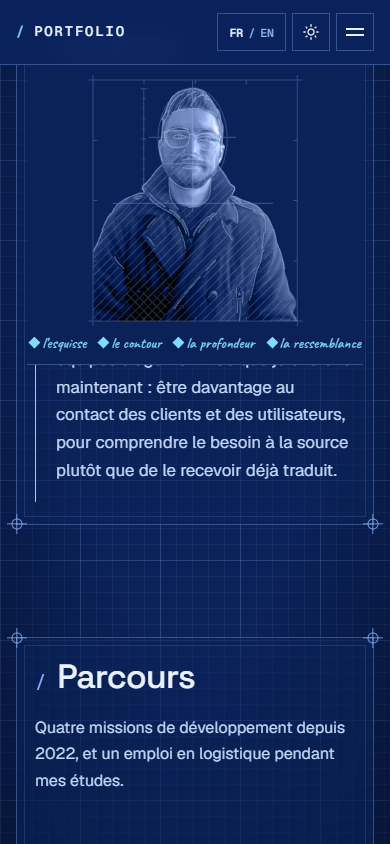 / PORTFOLIO
FR / EN
l'esquisse le contour la profondeur la ressemblance
maintenant : être davantage au
contact des clients et des utilisateurs,
pour comprendre le besoin à la source
plutôt que de le recevoir déjà traduit.
/ Parcours
Quatre missions de développement depuis
2022, et un emploi en logistique pendant
mes études.